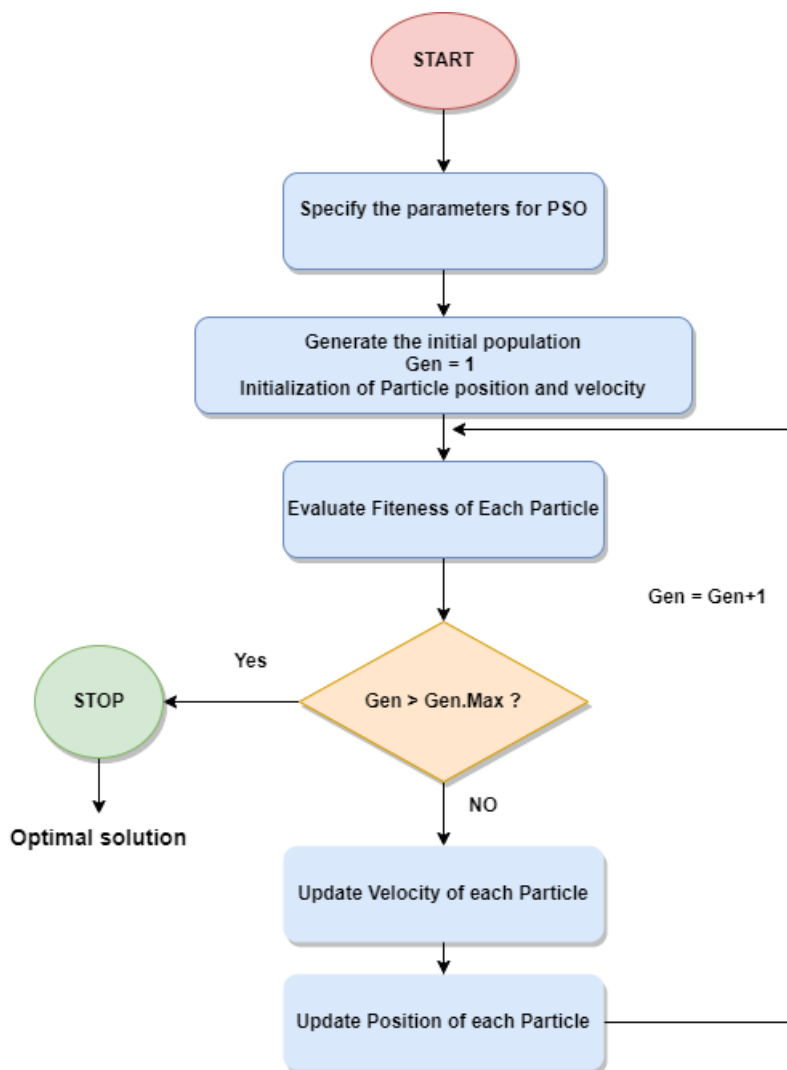 START
Specify the parameters for PSO
Generate the initial population
Gen = 1
Initialization of Particle position and velocity
Evaluate Fiteness of Each Particle
Gen = Gen+1
Yes
Gen > Gen.Max ?
STOP
NO
Optimal solution
Update Velocity of each Particle
Update Position of each Particle